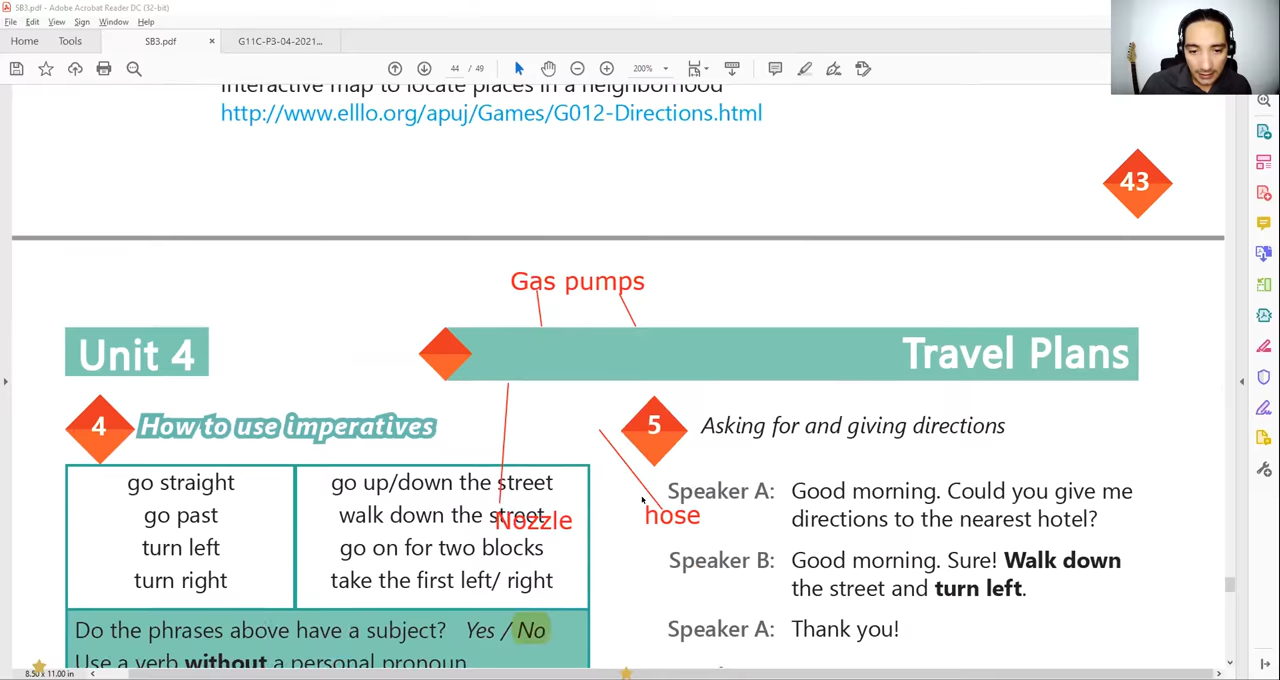 SB3.pdf - Adobe Acrobat Reader DC (32-bit)
File Edit View Sign Window Help
Home Tools SB3.pdf × G11C-P3-04-2021...
44 / 49 200%
Interactive map to locate places in a neighborhood
http://www.elllo.org/apuj/Games/G012-Directions.html
43
Gas pumps
Unit 4
Travel Plans
4 How to use imperatives
go straight
go past
turn left
turn right
go up/down the street
walk down the street
go on for two blocks
take the first left/ right
Nozzle
hose
Do the phrases above have a subject? Yes / No
Use a verb without a personal pronoun
5 Asking for and giving directions
Speaker A: Good morning. Could you give me
directions to the nearest hotel?
Speaker B: Good morning. Sure! Walk down
the street and turn left.
Speaker A: Thank you!
8.50 x 11.00 in